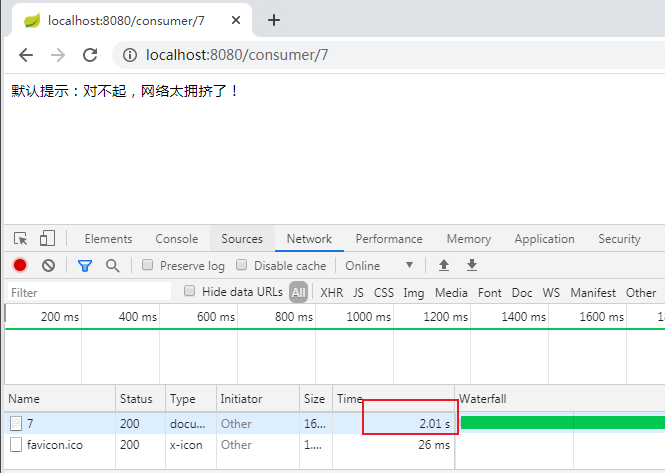 localhost:8080/consumer/7
localhost:8080/consumer/7
默认提示：对不起，网络太拥挤了！
Elements Console Sources Network Performance Memory Application Security
Preserve log Disable cache Online
Filter Hide data URLs All XHR JS CSS Img Media Font Doc WS Manifest Other
200 ms 400 ms 600 ms 800 ms 1000 ms 1200 ms 1400 ms 1600 ms 18
Name Status Type Initiator Size Time Waterfall
7 200 docu... Other 16... 2.01 s
favicon.ico 200 x-icon Other 1.... 26 ms